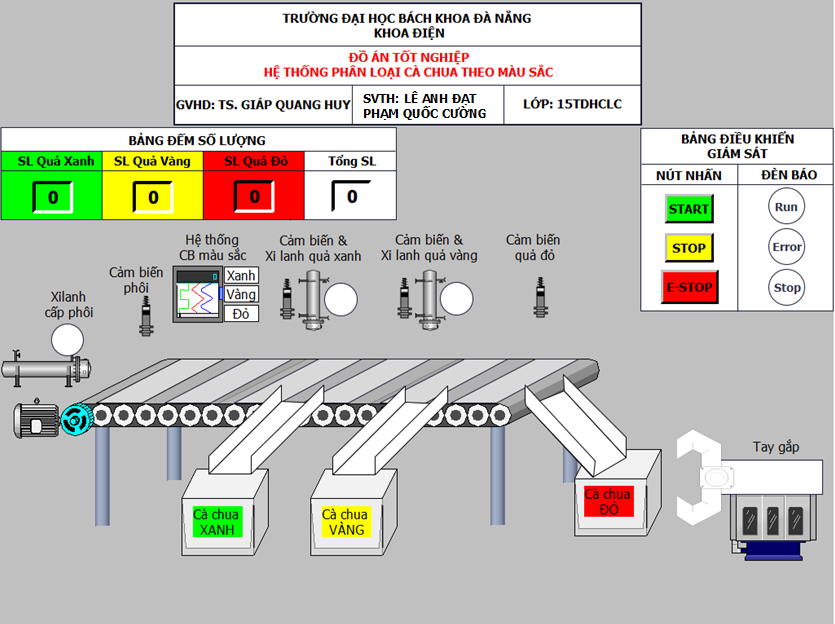 TRƯỜNG ĐẠI HỌC BÁCH KHOA ĐÀ NẴNG
KHOA ĐIỆN
ĐỒ ÁN TỐT NGHIỆP
HỆ THỐNG PHÂN LOẠI CÀ CHUA THEO MÀU SẮC
GVHD: TS. GIÁP QUANG HUY
SVTH: LÊ ANH ĐẠT
PHẠM QUỐC CƯỜNG
LỚP: 15TDHCLC
BẢNG ĐẾM SỐ LƯỢNG
SL Quả Xanh
SL Quả Vàng
SL Quả Đỏ
Tổng SL
0
0
0
0
BẢNG ĐIỀU KHIỂN
GIÁM SÁT
NÚT NHẤN
ĐÈN BÁO
START
Run
STOP
Error
E-STOP
Stop
Xilanh
cấp phôi
Cảm biến
phôi
Hệ thống
CB màu sắc
Xanh
Vàng
Đỏ
Cảm biến &
Xi lanh quả xanh
Cảm biến &
Xi lanh quả vàng
Cảm biến
quả đỏ
Cà chua
XANH
Cà chua
VÀNG
Cà chua
ĐỎ
Tay gắp